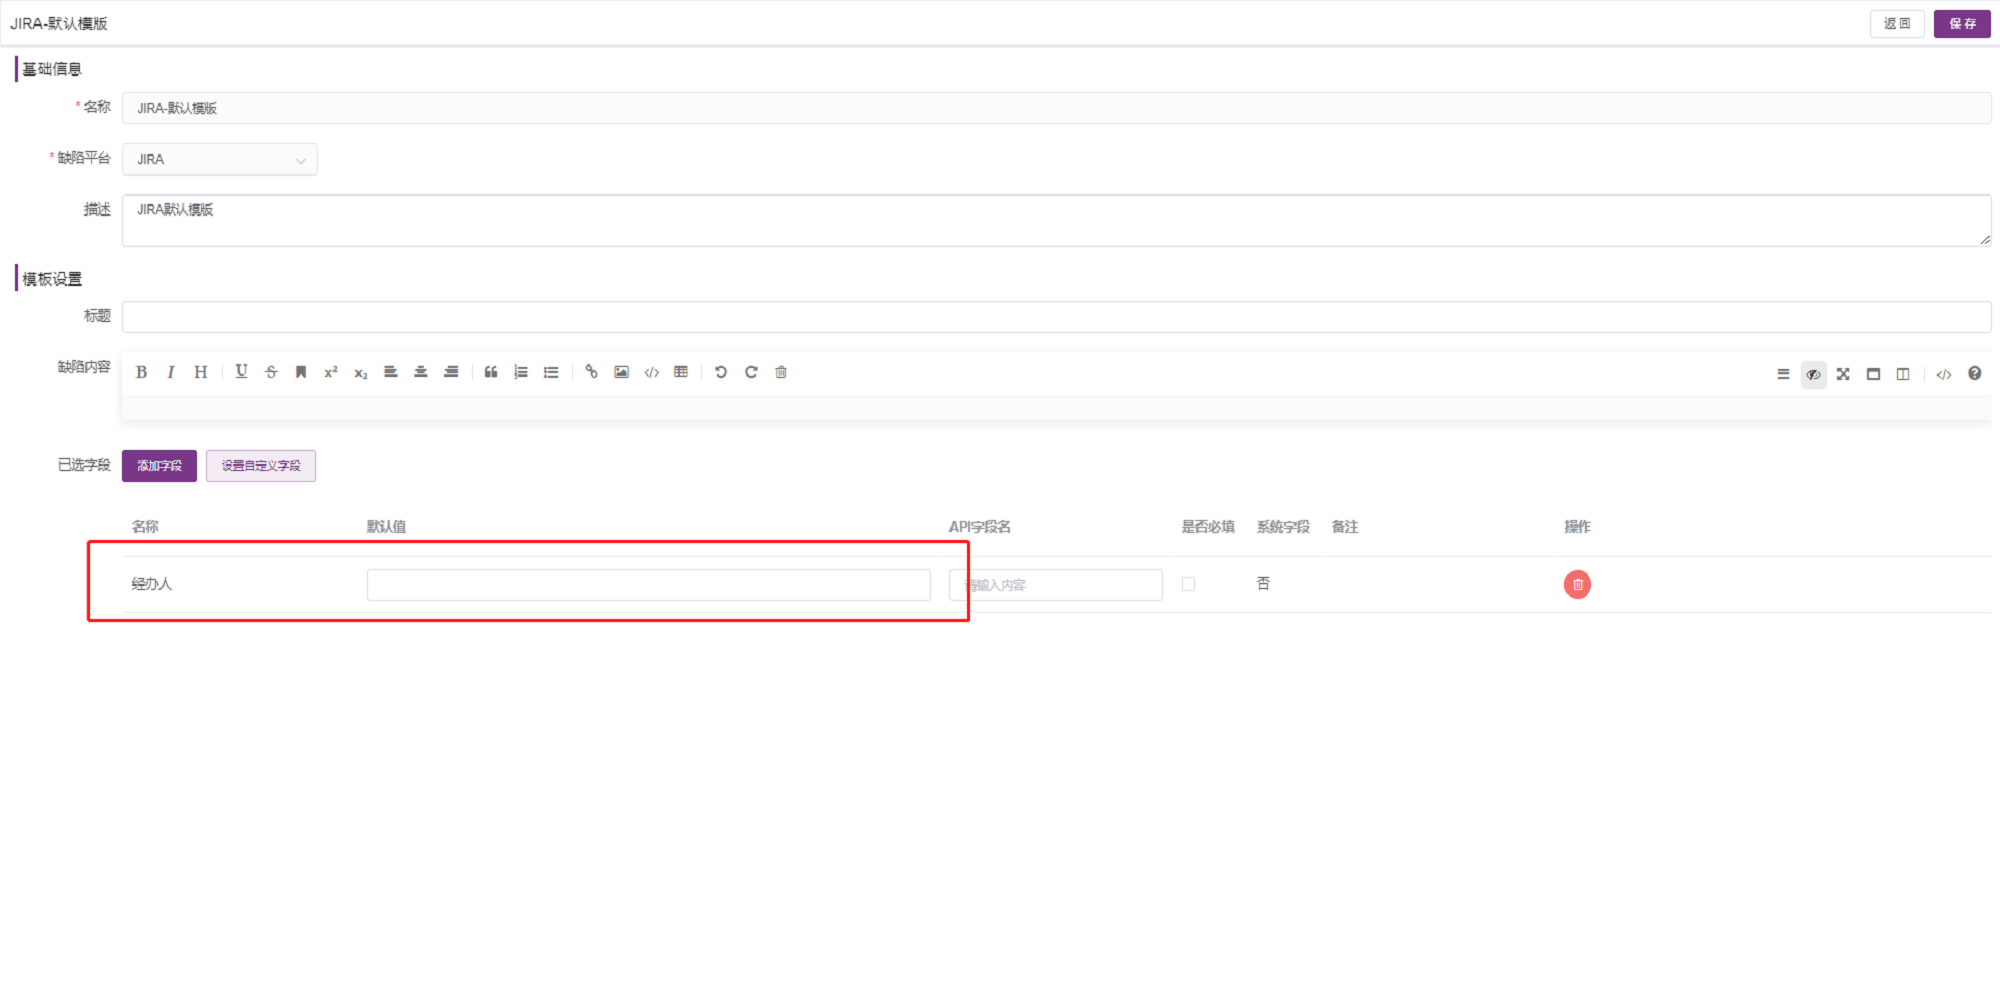 JIRA-默认模版
返回
保存
基础信息
* 名称
JIRA-默认模版
* 缺陷平台
JIRA
描述
JIRA默认模版
模板设置
标题
缺陷内容
已选字段
添加字段
设置自定义字段
名称 默认值 API字段名 是否必填 系统字段 备注 操作
经办人 请输入内容 否